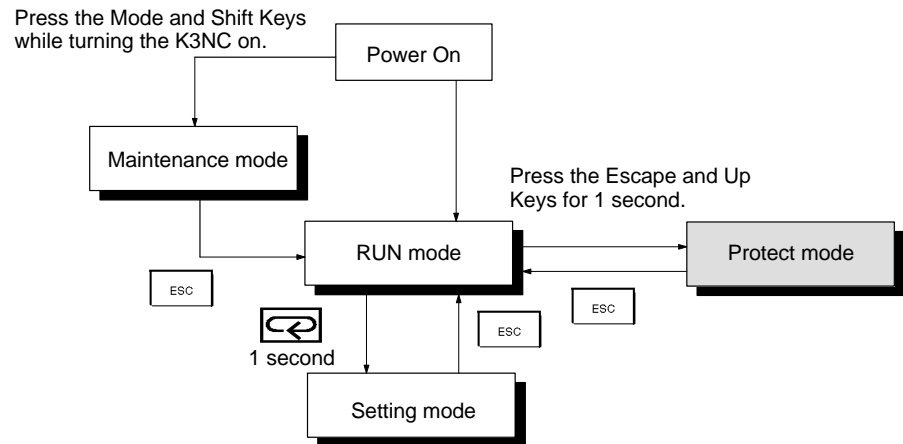 Press the Mode and Shift Keys
while turning the K3NC on.
Power On
Maintenance mode
Press the Escape and Up
Keys for 1 second.
RUN mode
Protect mode
ESC
ESC
ESC
1 second
Setting mode